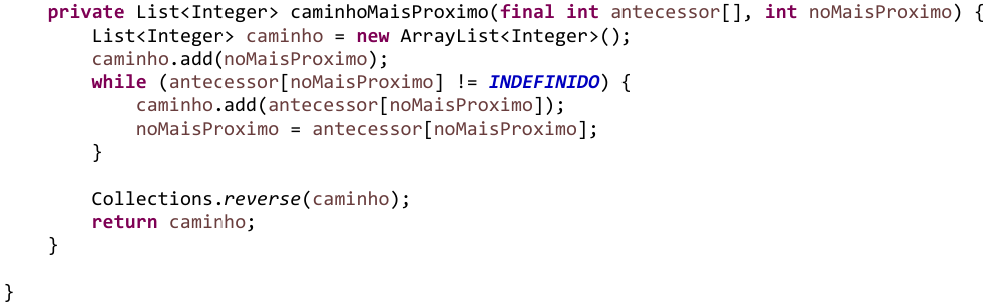 private List<Integer> caminhoMaisProximo(final int antecessor[], int noMaisProximo) {
List<Integer> caminho = new ArrayList<Integer>();
caminho.add(noMaisProximo);
while (antecessor[noMaisProximo] != INDEFINIDO) {
caminho.add(antecessor[noMaisProximo]);
noMaisProximo = antecessor[noMaisProximo];
}
Collections.reverse(caminho);
return caminho;
}
}